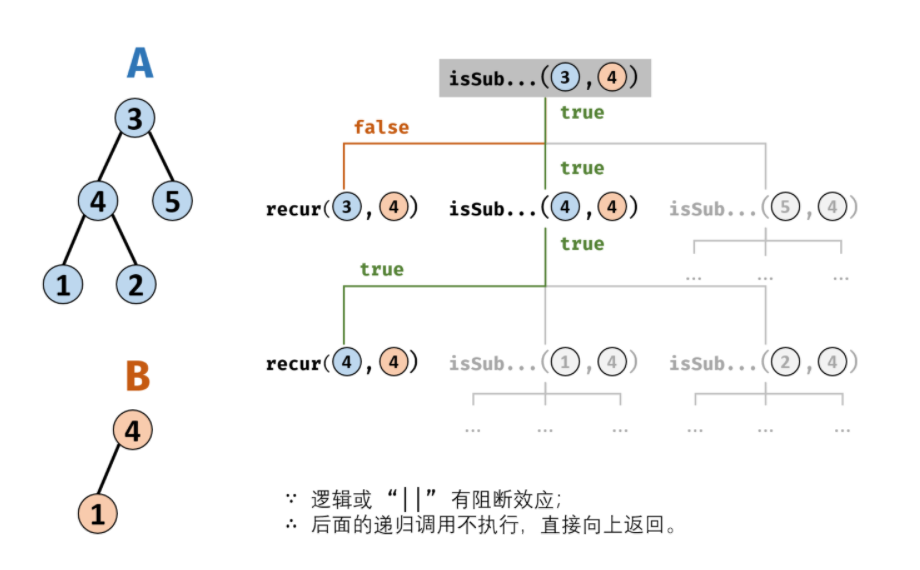 A
3
4
5
1
2
B
4
1
isSub...(3,4)
true
false
true
recur(3,4)
isSub...(4,4)
isSub...(5,4)
true
... ... ...
true
recur(4,4)
isSub...(1,4)
isSub...(2,4)
... ... ...
... ... ...
∵ 逻辑或 “||” 有阻断效应;
∴ 后面的递归调用不执行, 直接向上返回。